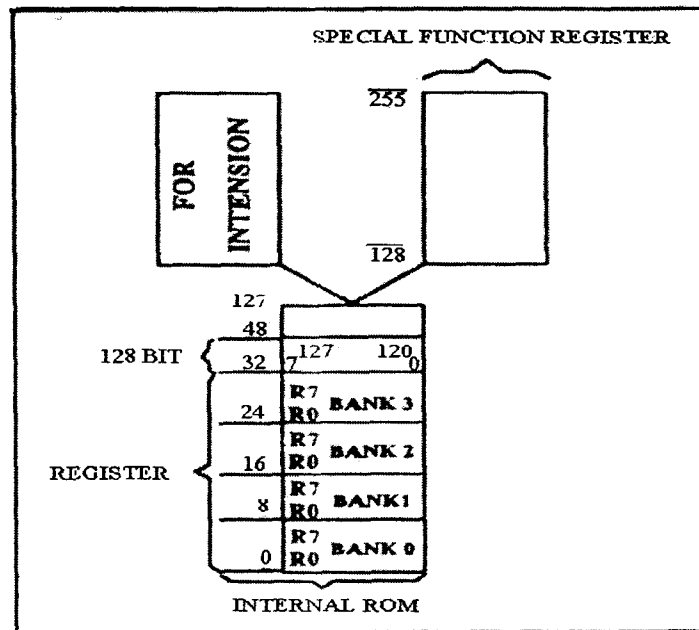 SPECIAL FUNCTION REGISTER
255
FOR
INTENSION
128
127
48
128 BIT
127 120
32 7 0
R7
BANK 3
24 R0
R7
BANK 2
16 R0
REGISTER
R7
BANK1
8 R0
R7
BANK 0
0 R0
INTERNAL ROM